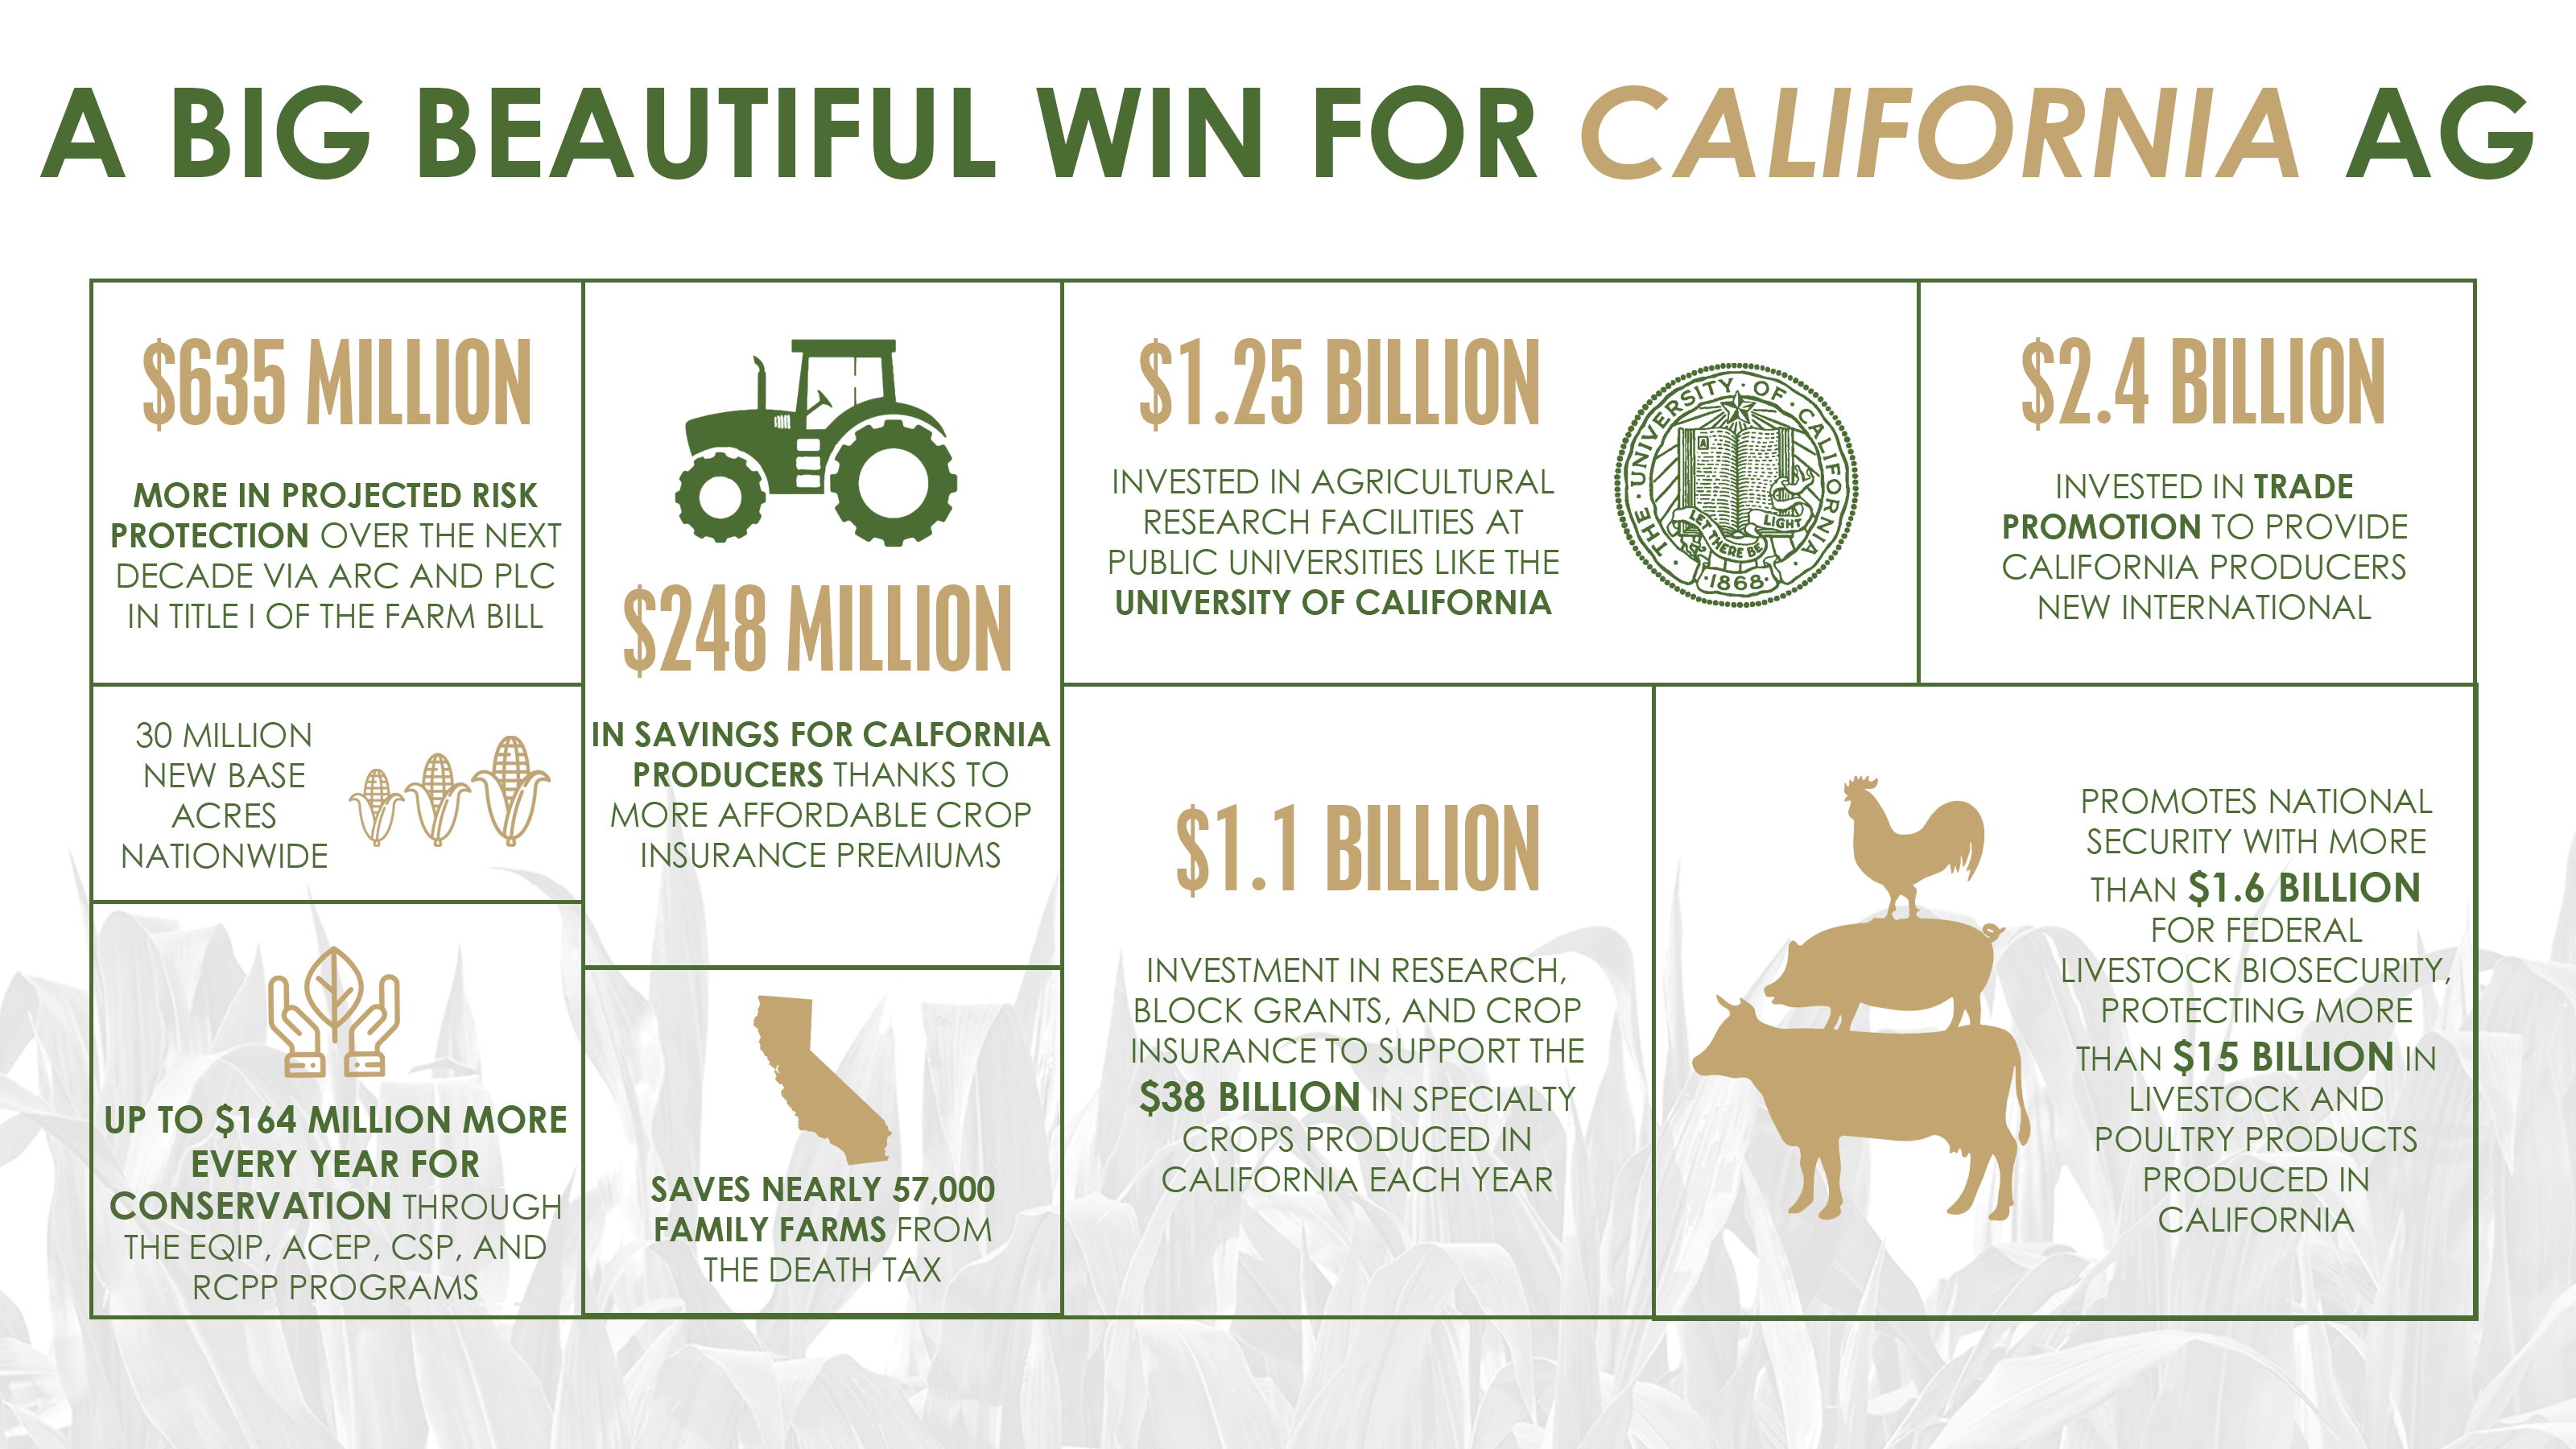 A BIG BEAUTIFUL WIN FOR CALIFORNIA AG
$635 MILLION
MORE IN PROJECTED RISK
PROTECTION OVER THE NEXT
DECADE VIA ARC AND PLC
IN TITLE I OF THE FARM BILL
30 MILLION
NEW BASE
ACRES
NATIONWIDE
UP TO $164 MILLION MORE
EVERY YEAR FOR
CONSERVATION THROUGH
THE EQIP, ACEP, CSP, AND
RCPP PROGRAMS
$248 MILLION
IN SAVINGS FOR CALFORNIA
PRODUCERS THANKS TO
MORE AFFORDABLE CROP
INSURANCE PREMIUMS
SAVES NEARLY 57,000
FAMILY FARMS FROM
THE DEATH TAX
$1.25 BILLION
INVESTED IN AGRICULTURAL
RESEARCH FACILITIES AT
PUBLIC UNIVERSITIES LIKE THE
UNIVERSITY OF CALIFORNIA
·THE·UNIVERSITY·OF·CALIFORNIA·
A
LET THERE BE LIGHT
·1868·
$2.4 BILLION
INVESTED IN TRADE
PROMOTION TO PROVIDE
CALIFORNIA PRODUCERS
NEW INTERNATIONAL
$1.1 BILLION
INVESTMENT IN RESEARCH,
BLOCK GRANTS, AND CROP
INSURANCE TO SUPPORT THE
$38 BILLION IN SPECIALTY
CROPS PRODUCED IN
CALIFORNIA EACH YEAR
PROMOTES NATIONAL
SECURITY WITH MORE
THAN $1.6 BILLION
FOR FEDERAL
LIVESTOCK BIOSECURITY,
PROTECTING MORE
THAN $15 BILLION IN
LIVESTOCK AND
POULTRY PRODUCTS
PRODUCED IN
CALIFORNIA